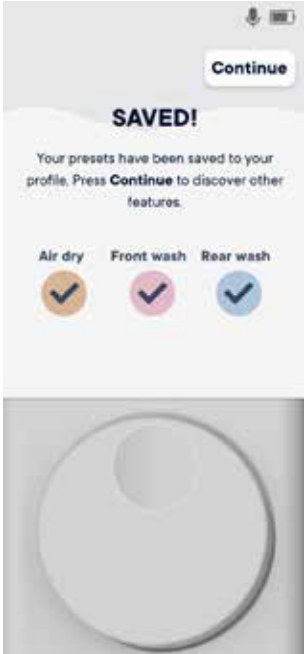 Continue
SAVED!
Your presets have been saved to your
profile. Press Continue to discover other
features.
Air dry Front wash Rear wash